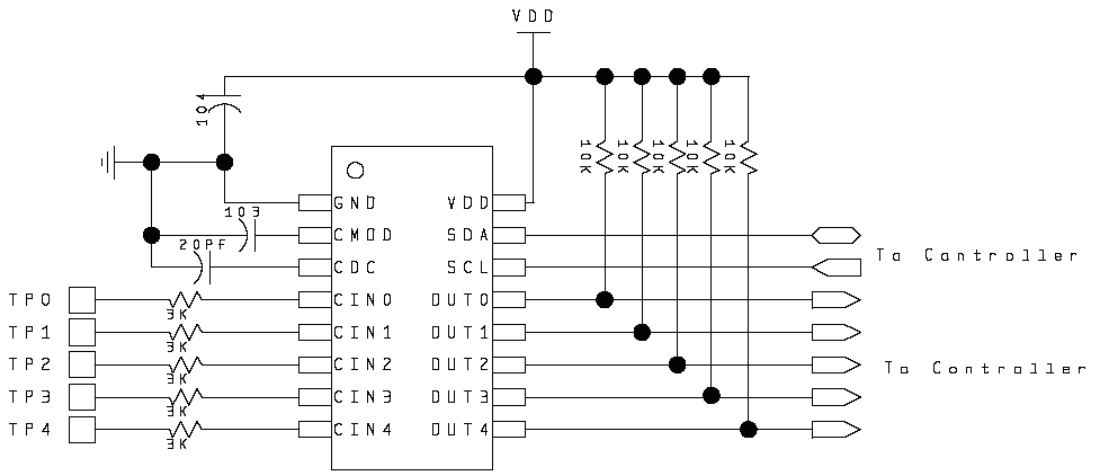 VDD
104
10K 10K 10K 10K 10K
GND VDD
103
CMOD SDA
20PF
CDC SCL
To Controller
TP0 3K CIN0 OUT0
TP1 3K CIN1 OUT1
TP2 3K CIN2 OUT2
To Controller
TP3 3K CIN3 OUT3
TP4 3K CIN4 OUT4